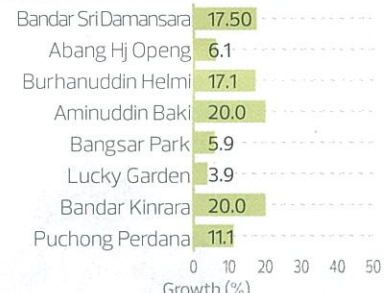 Bandar Sri Damansara 17.50
Abang Hj Openg 6.1
Burhanuddin Helmi 17.1
Aminuddin Baki 20.0
Bangsar Park 5.9
Lucky Garden 3.9
Bandar Kinrara 20.0
Puchong Perdana 11.1
0 10 20 30 40 50
Growth (%)